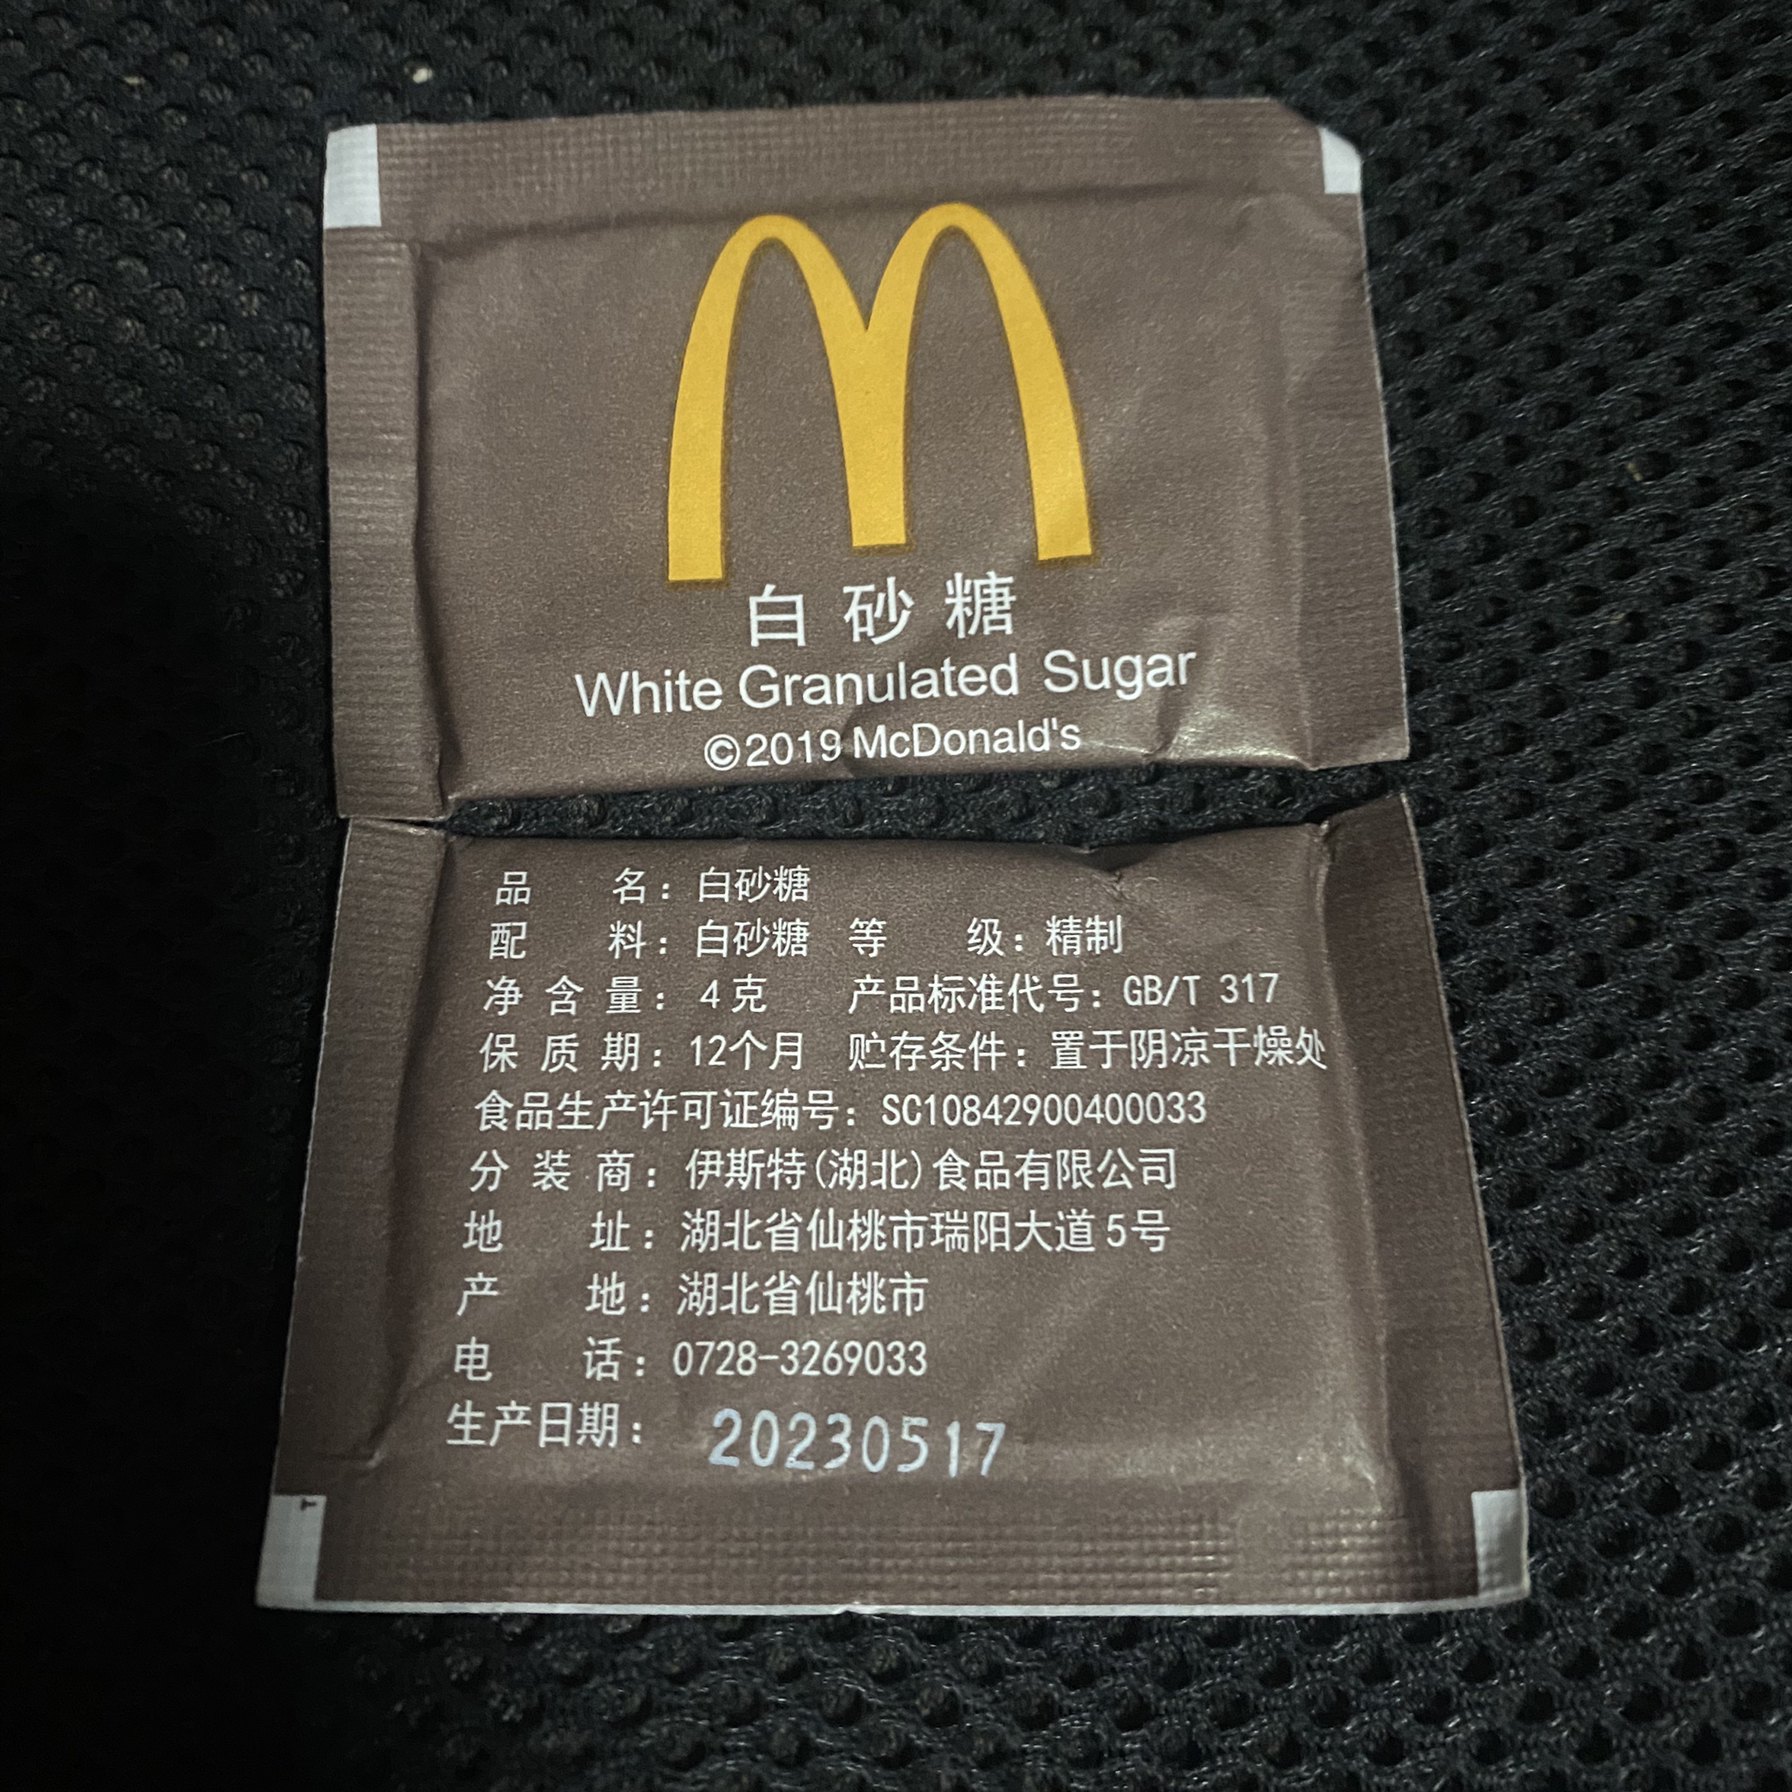 白砂糖
White Granulated Sugar
©2019 McDonald's
品名：白砂糖
配料：白砂糖 等级：精制
净含量：4克 产品标准代号：GB/T 317
保质期：12个月 贮存条件：置于阴凉干燥处
食品生产许可证编号：SC10842900400033
分装商：伊斯特(湖北)食品有限公司
地址：湖北省仙桃市瑞阳大道5号
产地：湖北省仙桃市
电话：0728-3269033
生产日期：20230517